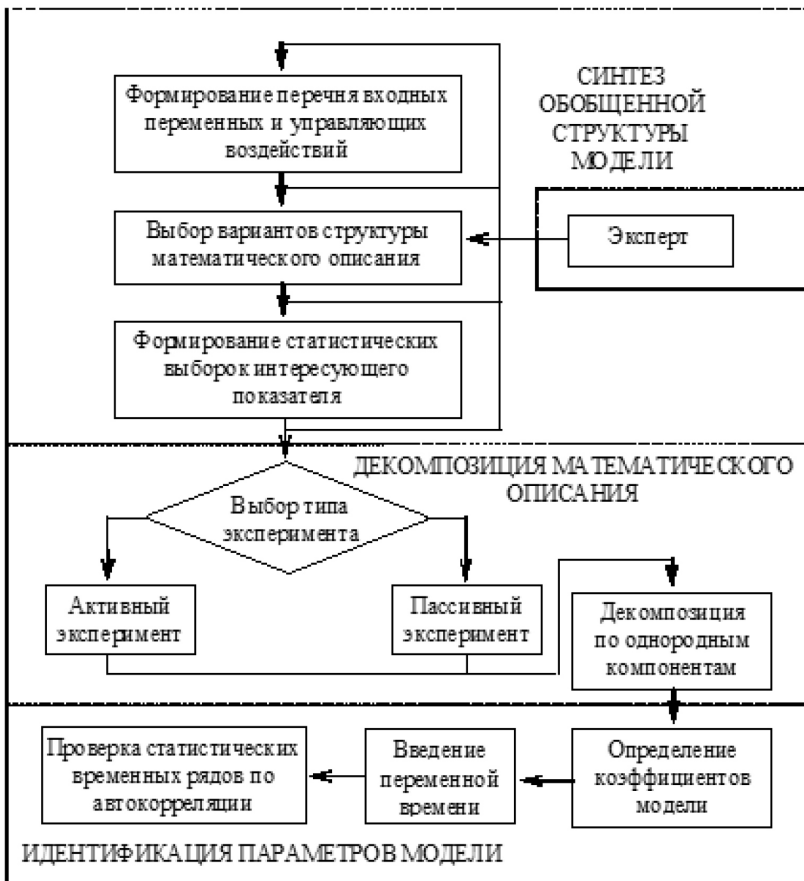 Формирование перечня входных
переменных и управляющих
воздействий
СИНТЕЗ
ОБОБЩЕННОЙ
СТРУКТУРЫ
МОДЕЛИ
Выбор вариантов структуры
математического описания
Эксперт
Формирование статистических
выборок интересующего
показателя
ДЕКОМПОЗИЦИЯ МАТЕМАТИЧЕСКОГО
ОПИСАНИЯ
Выбор типа
эксперимента
Активный
эксперимент
Пассивный
эксперимент
Декомпозиция
по однородным
компонентам
Проверка статистических
временных рядов по
автокорреляции
Введение
переменной
времени
Определение
коэффициентов
модели
ИДЕНТИФИКАЦИЯ ПАРАМЕТРОВ МОДЕЛИ